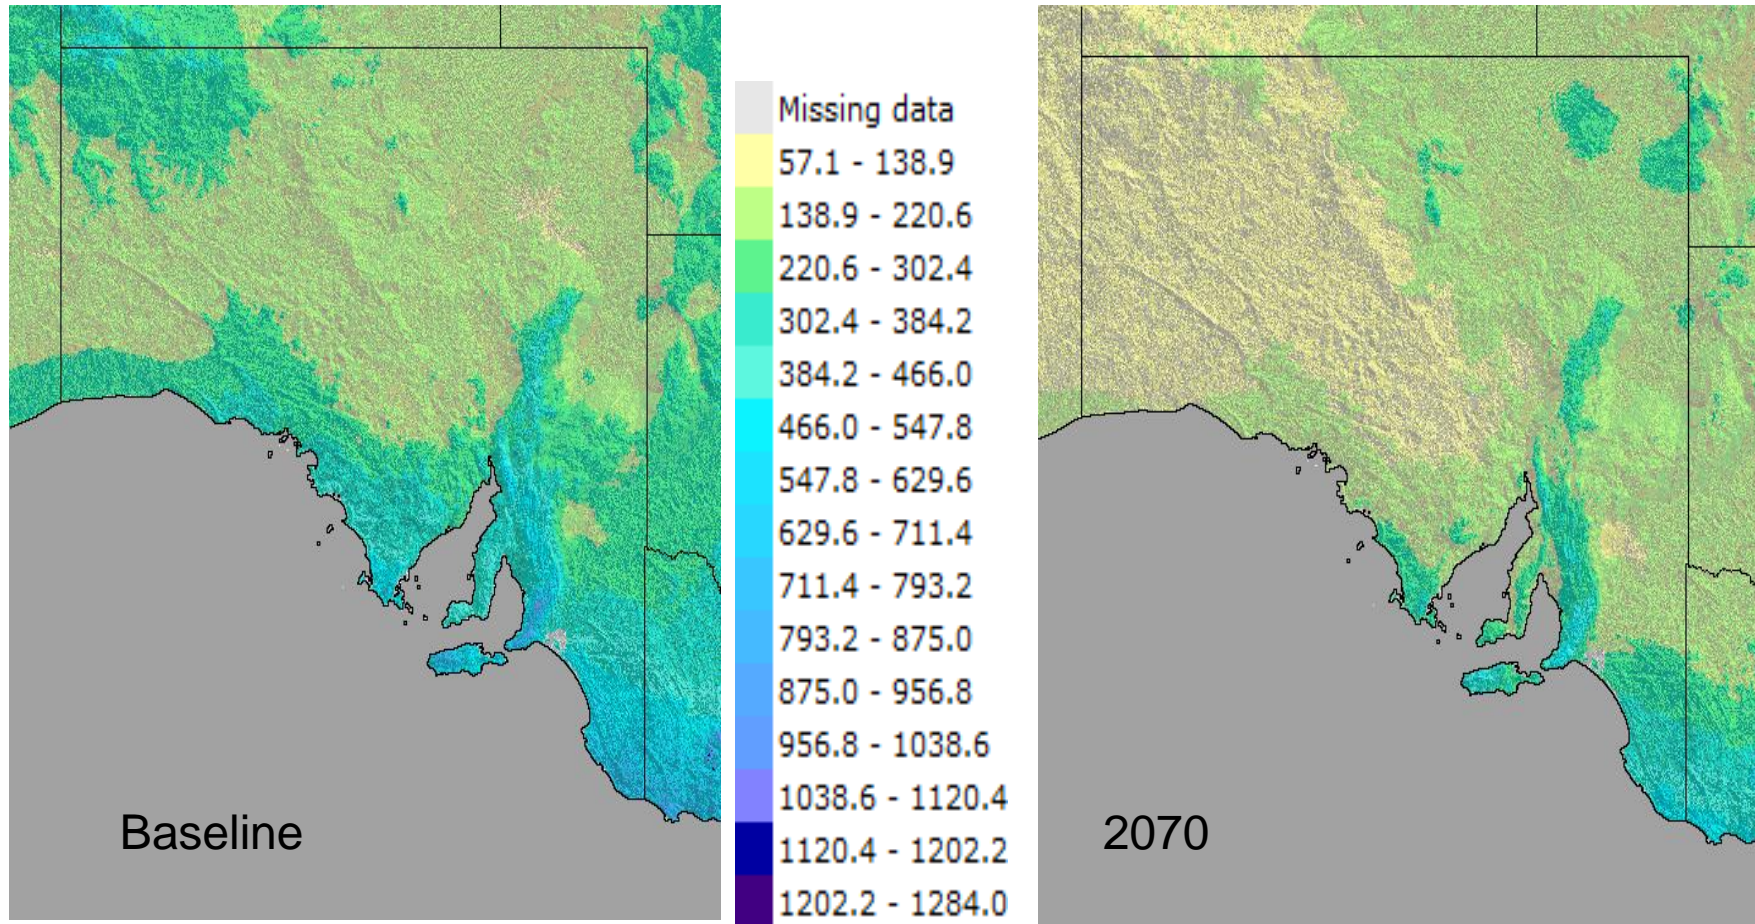 Baseline
Missing data
57.1 - 138.9
138.9 - 220.6
220.6 - 302.4
302.4 - 384.2
384.2 - 466.0
466.0 - 547.8
547.8 - 629.6
629.6 - 711.4
711.4 - 793.2
793.2 - 875.0
875.0 - 956.8
956.8 - 1038.6
1038.6 - 1120.4
1120.4 - 1202.2
1202.2 - 1284.0
2070